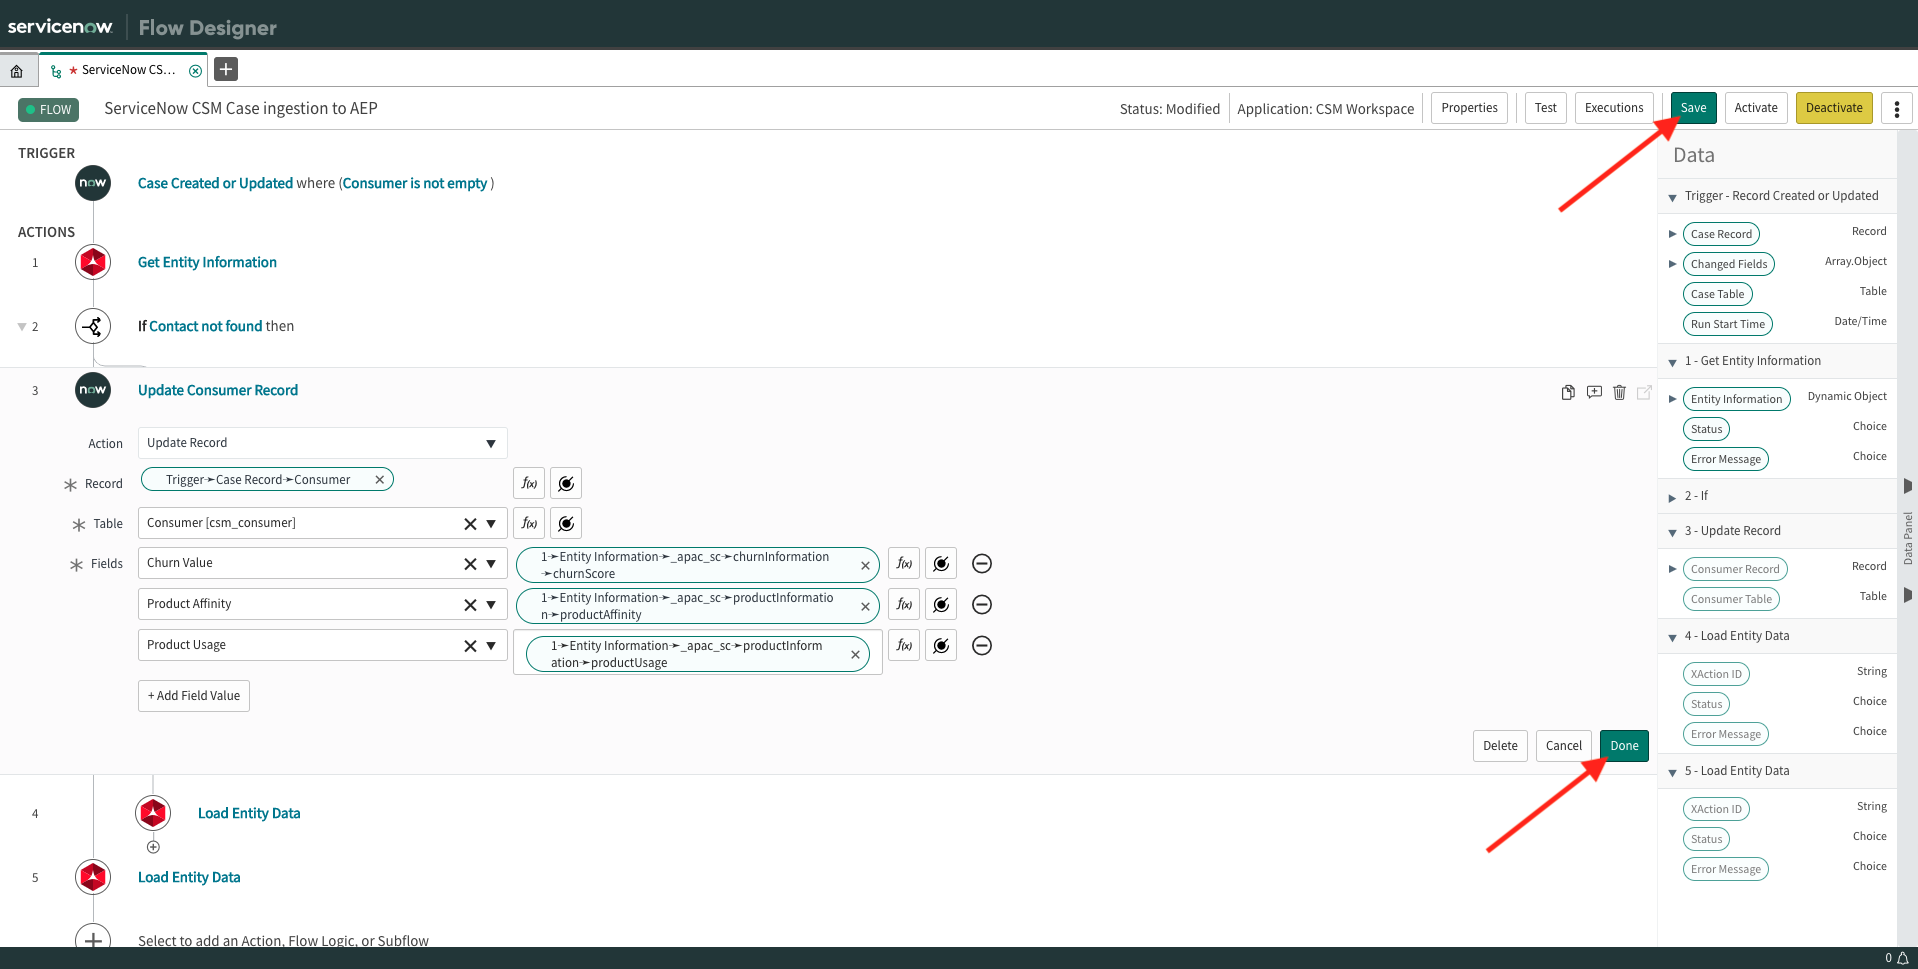 servicenow Flow Designer
* ServiceNow CS...
FLOW ServiceNow CSM Case ingestion to AEP Status: Modified Application: CSM Workspace Properties Test Executions Save Activate Deactivate
TRIGGER
now Case Created or Updated where (Consumer is not empty )
ACTIONS
1 Get Entity Information
2 If Contact not found then
3 now Update Consumer Record
Action Update Record
Record Trigger➛Case Record➛Consumer f(x)
Table Consumer [csm_consumer] f(x)
Fields Churn Value 1➛Entity Information➛_apac_sc➛churnInformation
➛churnScore f(x)
Product Affinity 1➛Entity Information➛_apac_sc➛productInformatio
n➛productAffinity f(x)
Product Usage 1➛Entity Information➛_apac_sc➛productInform
ation➛productUsage f(x)
+ Add Field Value
Delete Cancel Done
4 Load Entity Data
5 Load Entity Data
Select to add an Action, Flow Logic, or Subflow
Data
Trigger - Record Created or Updated
Case Record Record
Changed Fields Array.Object
Case Table Table
Run Start Time Date/Time
1 - Get Entity Information
Entity Information Dynamic Object
Status Choice
Error Message Choice
2 - If
3 - Update Record
Consumer Record Record
Consumer Table Table
4 - Load Entity Data
XAction ID String
Status Choice
Error Message Choice
5 - Load Entity Data
XAction ID String
Status Choice
Error Message Choice
Data Panel
0